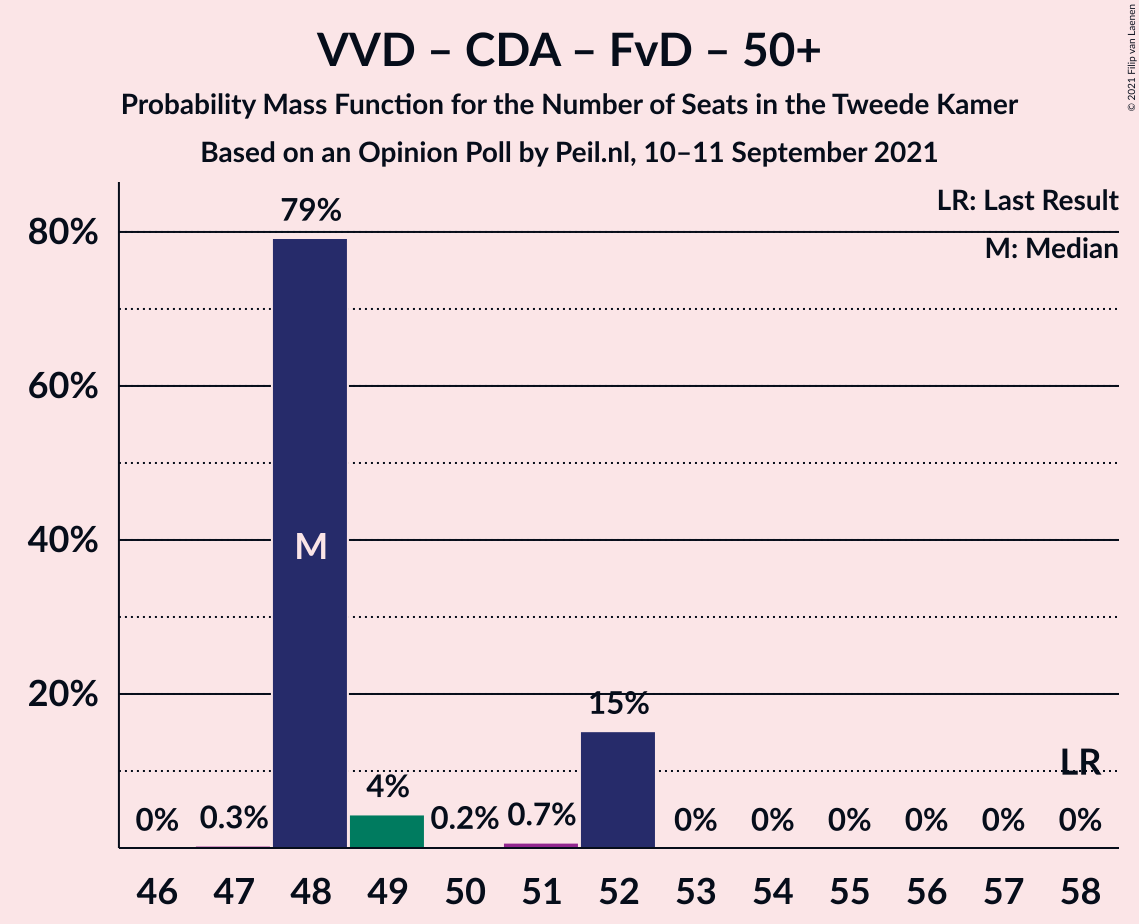 VVD – CDA – FvD – 50+
Probability Mass Function for the Number of Seats in the Tweede Kamer
Based on an Opinion Poll by Peil.nl, 10–11 September 2021
© 2021 Filip van Laenen
LR: Last Result
M: Median
80%
60%
40%
20%
0%
0.3%
79%
4%
0.2%
0.7%
15%
0%
0%
0%
0%
0%
0%
M
LR
46 47 48 49 50 51 52 53 54 55 56 57 58